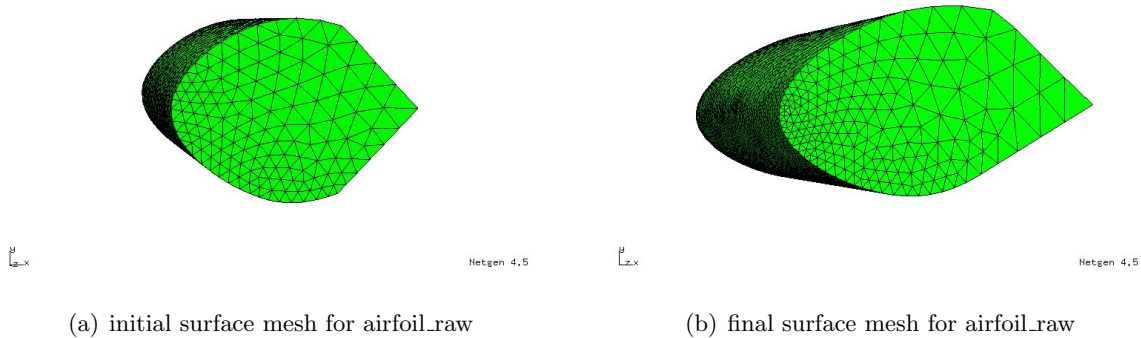 y
z x
Netgen 4.5
y
z x
Netgen 4.5
(a) initial surface mesh for airfoil_raw
(b) final surface mesh for airfoil_raw